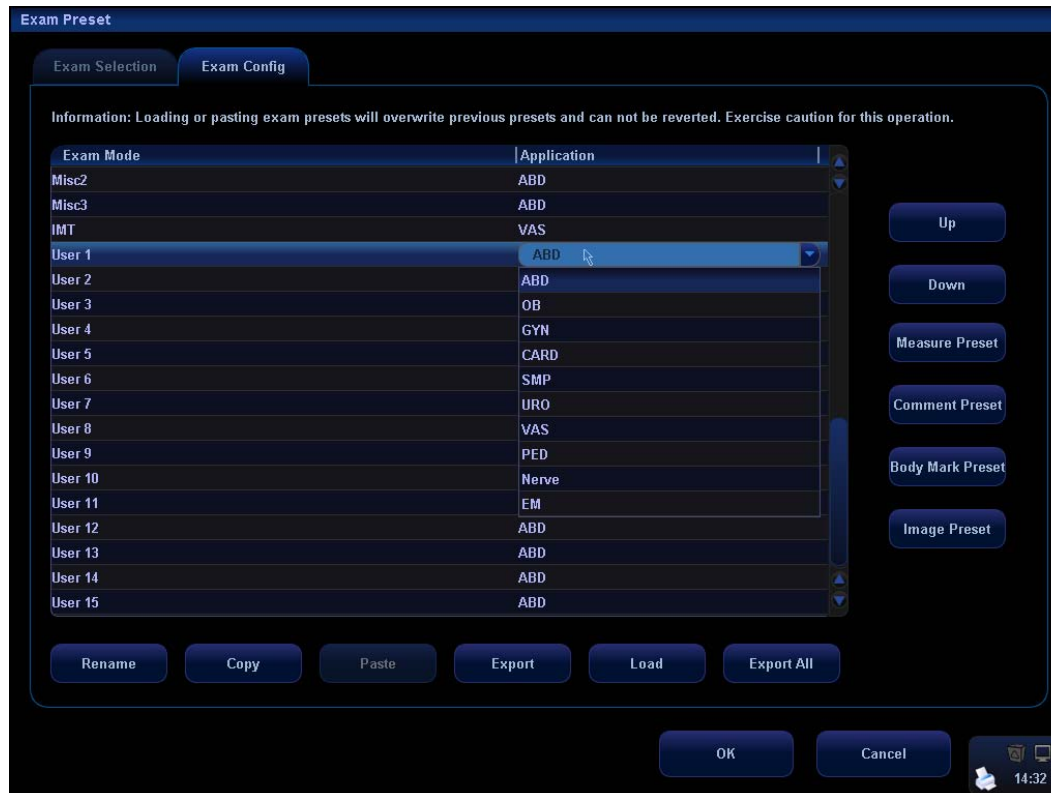 Exam Preset
Exam Selection Exam Config
Information: Loading or pasting exam presets will overwrite previous presets and can not be reverted. Exercise caution for this operation.
Exam Mode Application
Misc2 ABD
Misc3 ABD
IMT VAS
Up
User 1 ABD
User 2 ABD
Down
User 3 OB
User 4 GYN
Measure Preset
User 5 CARD
User 6 SMP
User 7 URO
Comment Preset
User 8 VAS
User 9 PED
Body Mark Preset
User 10 Nerve
User 11 EM
User 12 ABD
Image Preset
User 13 ABD
User 14 ABD
User 15 ABD
Rename Copy Paste Export Load Export All
OK Cancel
14:32